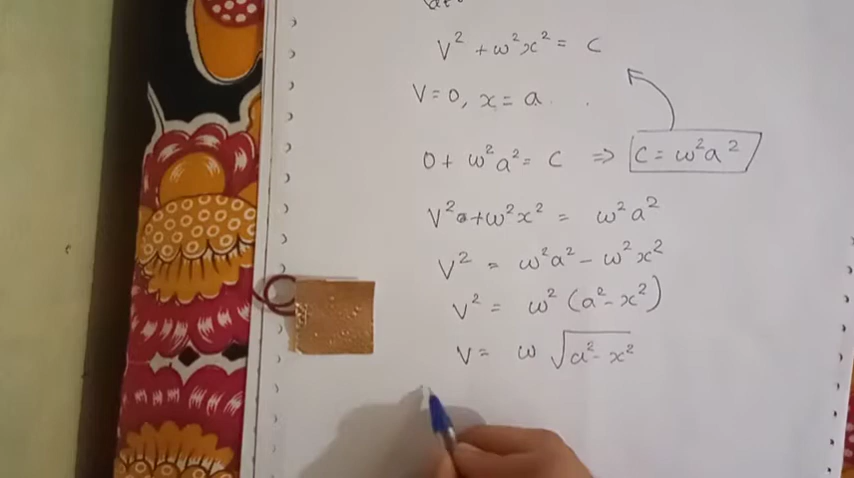 V² + ω²x² = C
V = 0, x = a
0 + ω²a² = C ⇒ C = ω²a²
V² + ω²x² = ω²a²
V² = ω²a² - ω²x²
V² = ω² (a² - x²)
V = ω √a² - x²